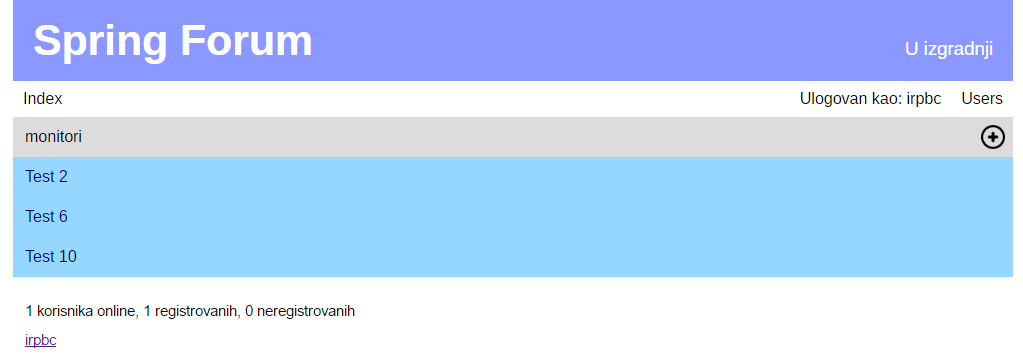 Spring Forum
U izgradnji
Index Ulogovan kao: irpbc Users
monitori
Test 2
Test 6
Test 10
1 korisnika online, 1 registrovanih, 0 neregistrovanih
irpbc